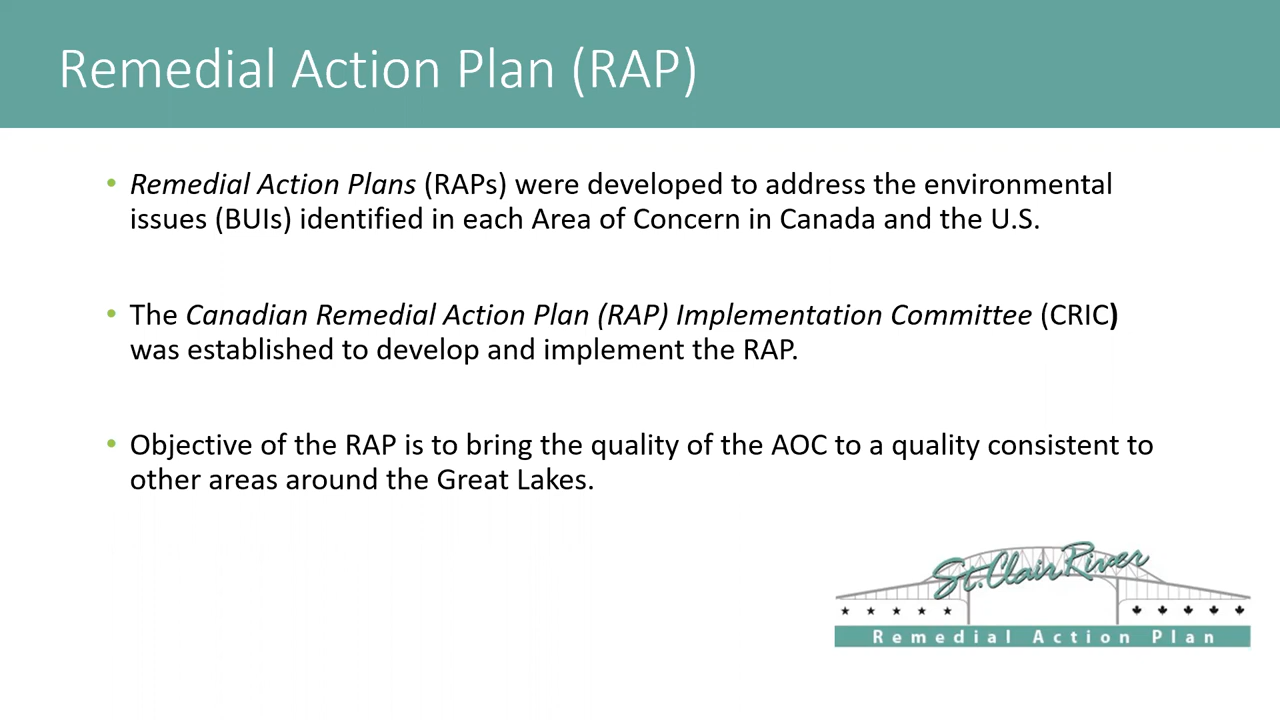 Remedial Action Plan (RAP)
• Remedial Action Plans (RAPs) were developed to address the environmental
issues (BUIs) identified in each Area of Concern in Canada and the U.S.
• The Canadian Remedial Action Plan (RAP) Implementation Committee (CRIC)
was established to develop and implement the RAP.
• Objective of the RAP is to bring the quality of the AOC to a quality consistent to
other areas around the Great Lakes.
St. Clair River
Remedial Action Plan